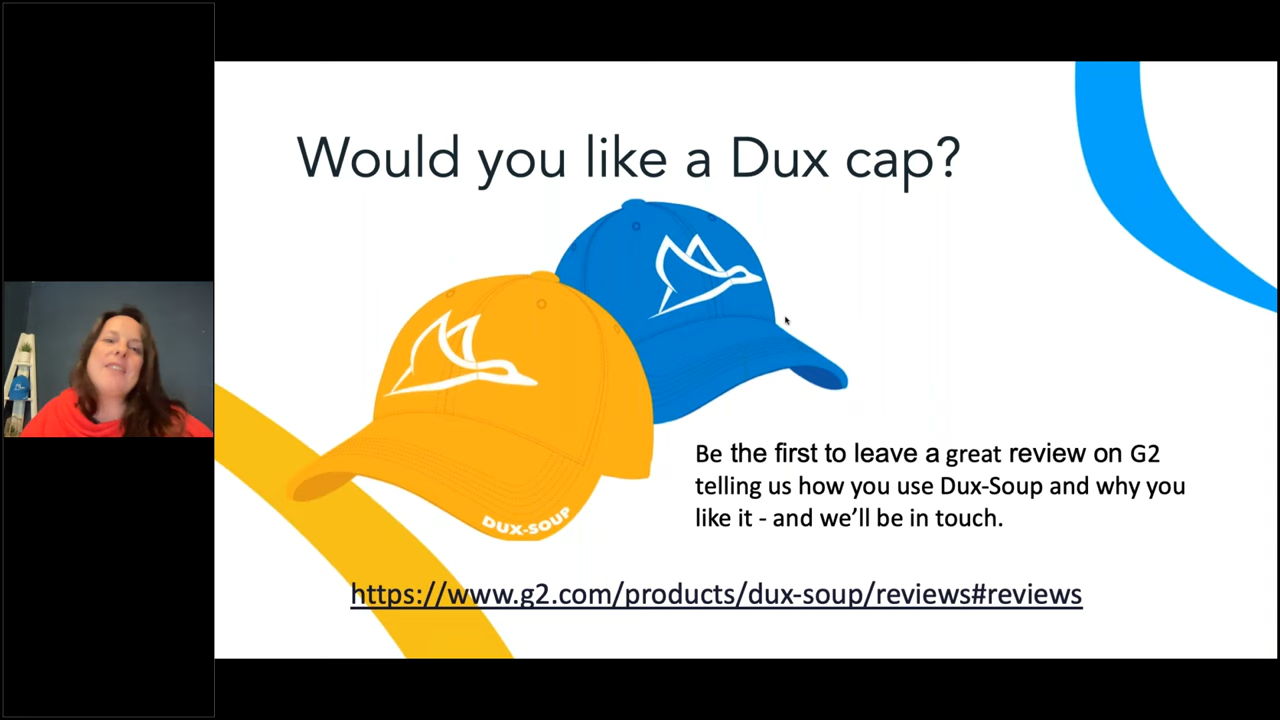 Would you like a Dux cap?
DUX-SOUP
Be the first to leave a great review on G2
telling us how you use Dux-Soup and why you
like it - and we’ll be in touch.
https://www.g2.com/products/dux-soup/reviews#reviews